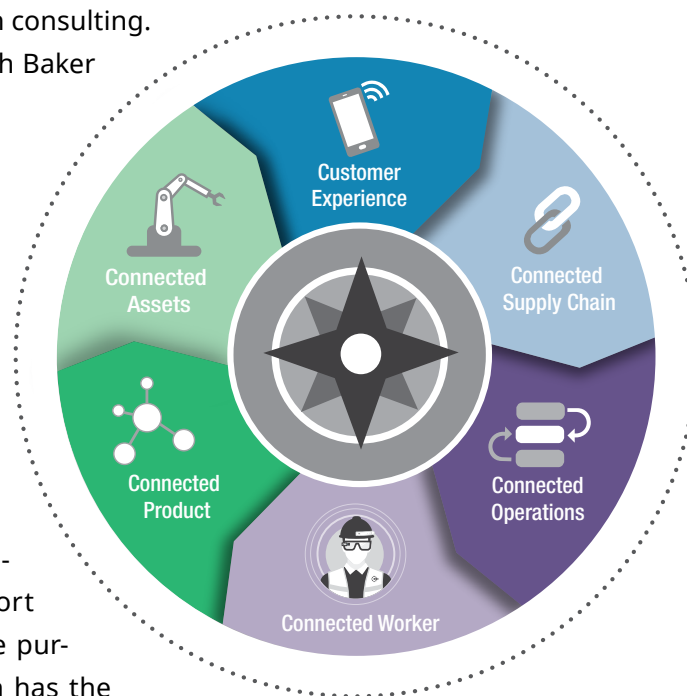 n consulting.
h Baker
Customer
Experience
Connected
Supply Chain
Connected
Assets
Connected
Product
Connected
Operations
Connected Worker
-
ort
e pur-
n has the